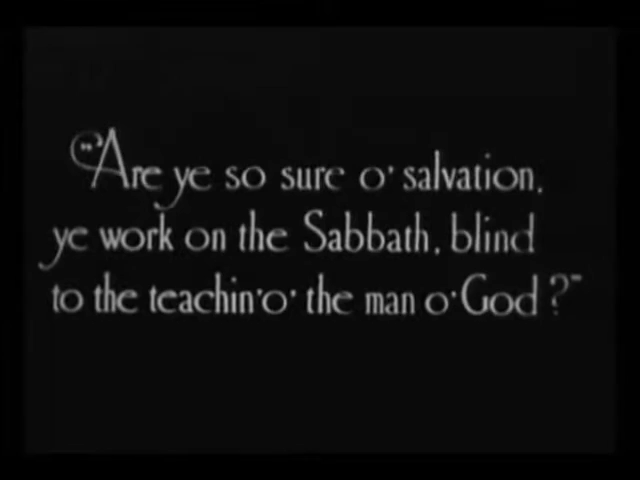 "Are ye so sure o' salvation,
ye work on the Sabbath, blind
to the teachin' o' the man o' God?"